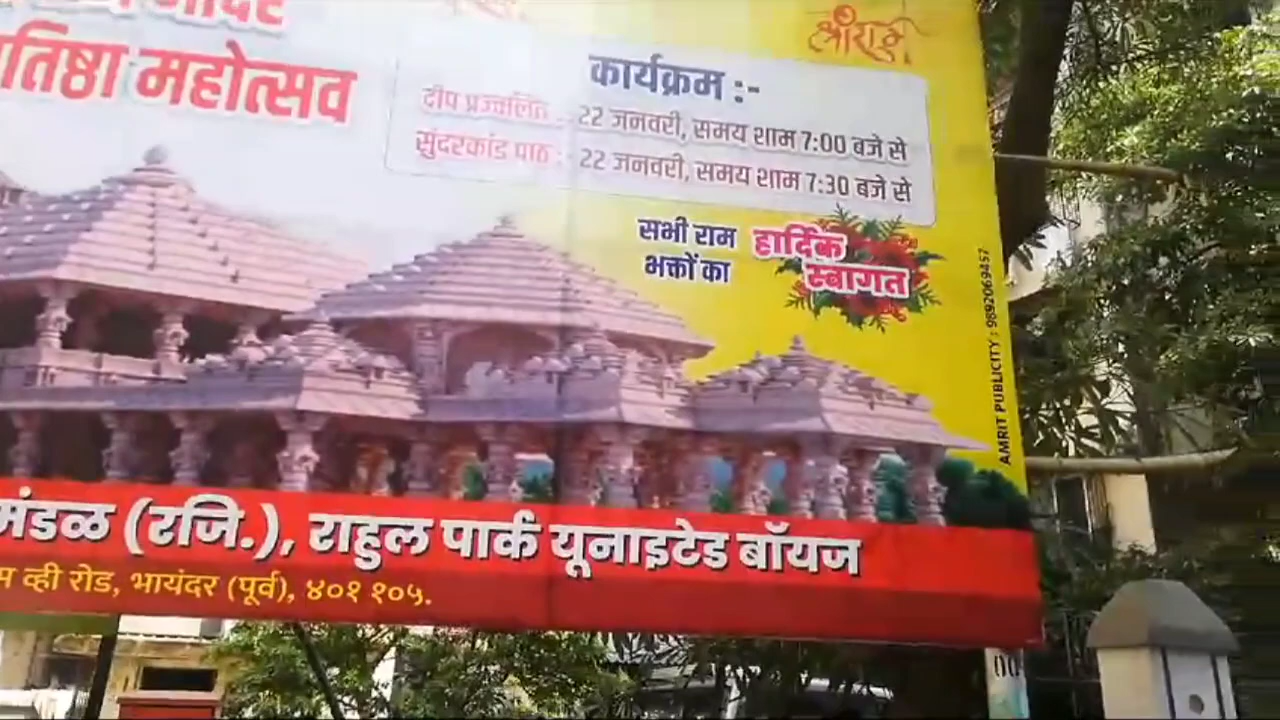 मंदिर
श्रीराम
प्रतिष्ठा महोत्सव
कार्यक्रम :-
दीप प्रज्वलित : 22 जनवरी, समय शाम 7:00 बजे से
सुंदरकांड पाठ : 22 जनवरी, समय शाम 7:30 बजे से
सभी राम
भक्तों का
हार्दिक
स्वागत
AMRIT PUBLICITY : 9892069457
मंडळ (रजि.), राहुल पार्क यूनाइटेड बॉयज
व्ही रोड, भायंदर (पूर्व), ४०१ १०५.